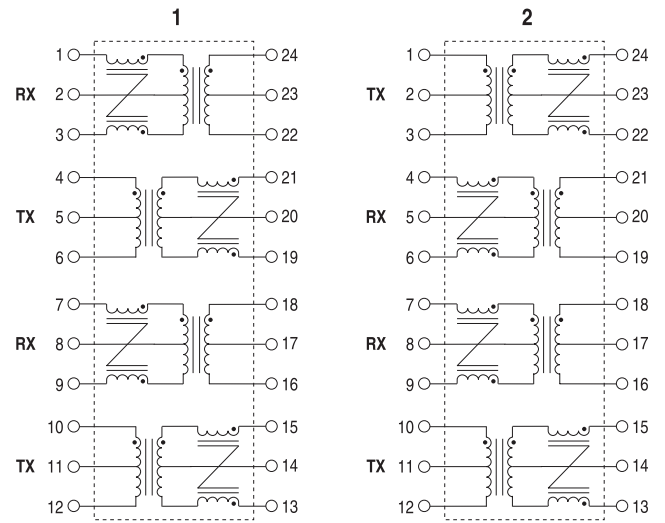 1 2
1 24 1 24
RX 2 23 TX 2 23
3 22 3 22
4 21 4 21
TX 5 20 RX 5 20
6 19 6 19
7 18 7 18
RX 8 17 RX 8 17
9 16 9 16
10 15 10 15
TX 11 14 TX 11 14
12 13 12 13